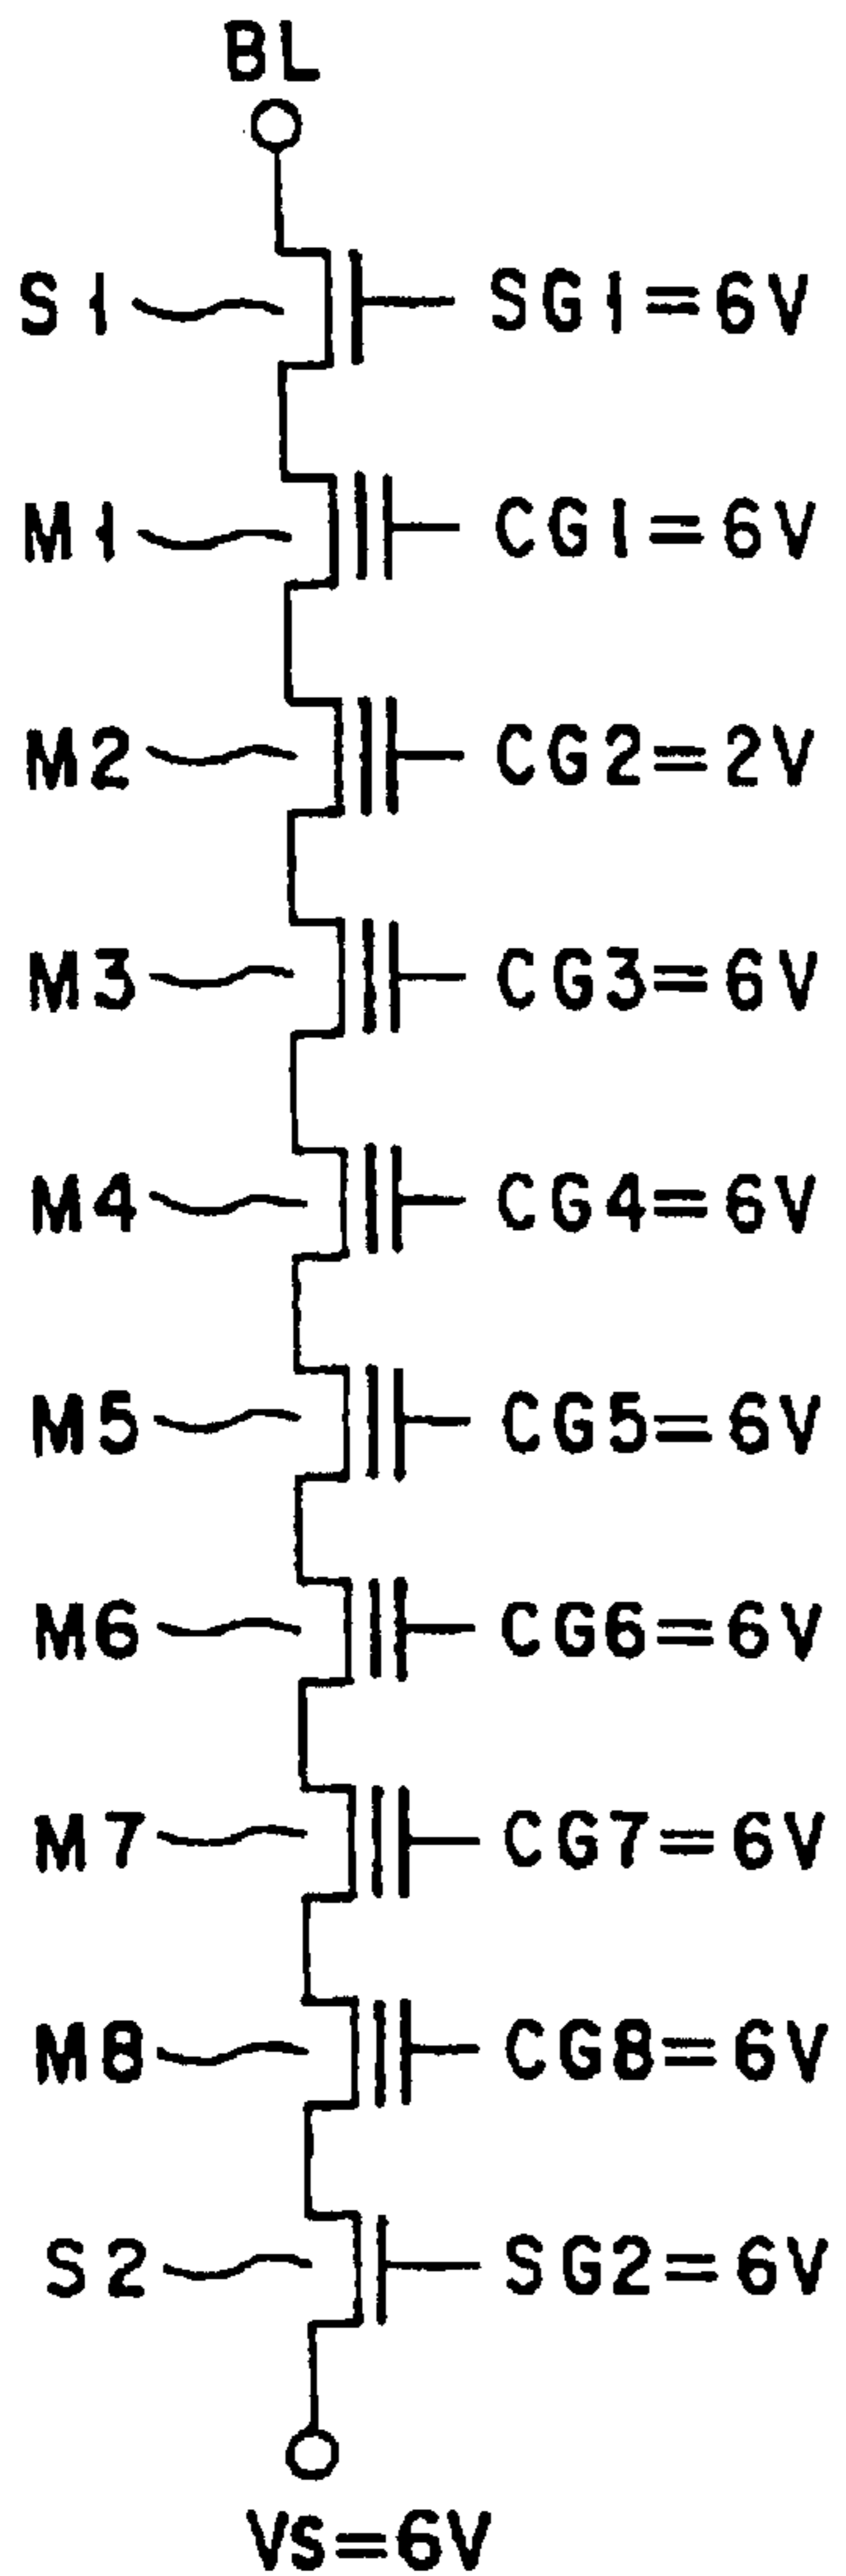 BL
S1 SG1=6V
M1 CG1=6V
M2 CG2=2V
M3 CG3=6V
M4 CG4=6V
M5 CG5=6V
M6 CG6=6V
M7 CG7=6V
M8 CG8=6V
S2 SG2=6V
VS=6V